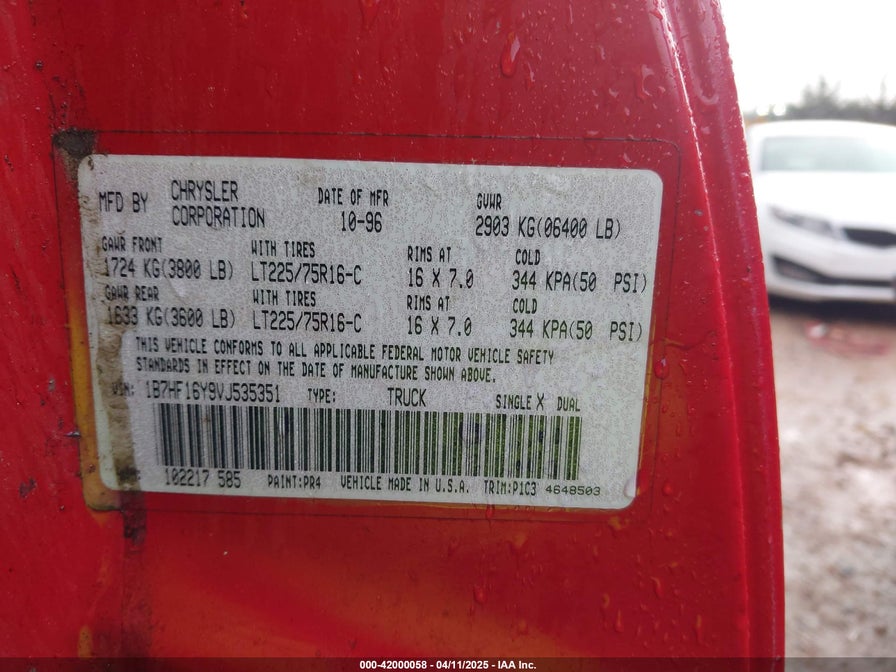 MFD BY CHRYSLER CORPORATION DATE OF MFR 10-96 GVWR 2903 KG(06400 LB)
GAWR FRONT WITH TIRES RIMS AT COLD
1724 KG(3800 LB) LT225/75R16-C 16 X 7.0 344 KPA(50 PSI)
GAWR REAR WITH TIRES RIMS AT COLD
1633 KG(3600 LB) LT225/75R16-C 16 X 7.0 344 KPA(50 PSI)
THIS VEHICLE CONFORMS TO ALL APPLICABLE FEDERAL MOTOR VEHICLE SAFETY
STANDARDS IN EFFECT ON THE DATE OF MANUFACTURE SHOWN ABOVE.
VIN: 1B7HF16Y9VJ535351 TYPE: TRUCK SINGLE X DUAL
102217 585 PAINT:PR4 VEHICLE MADE IN U.S.A. TRIM:P1C3 4648503
000-42000058 - 04/11/2025 - IAA Inc.